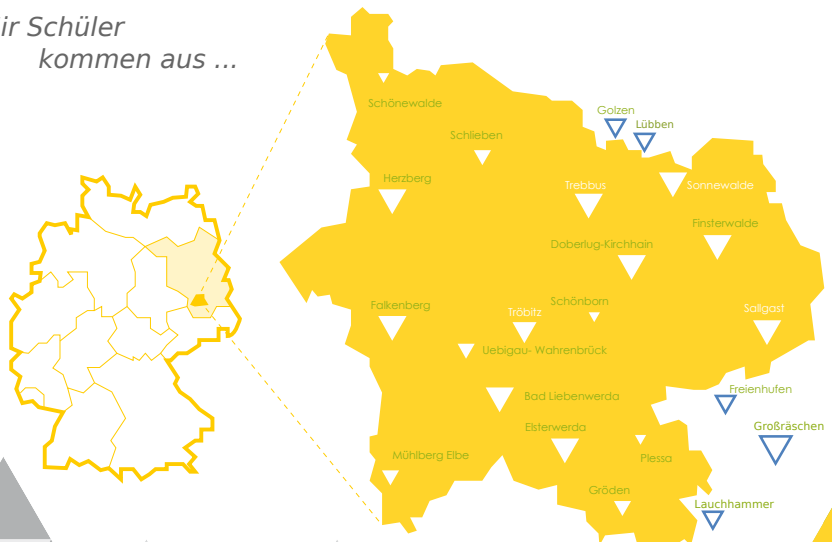 ir Schüler
kommen aus ...
Schönewalde
Golzen
Lübben
Schlieben
Herzberg
Trebbus
Sonnewalde
Finsterwalde
Doberlug-Kirchhain
Falkenberg
Tröbitz
Schönborn
Sallgast
Uebigau- Wahrenbrück
Freienhufen
Bad Liebenwerda
Elsterwerda
Großräschen
Mühlberg Elbe
Plessa
Gröden
Lauchhammer